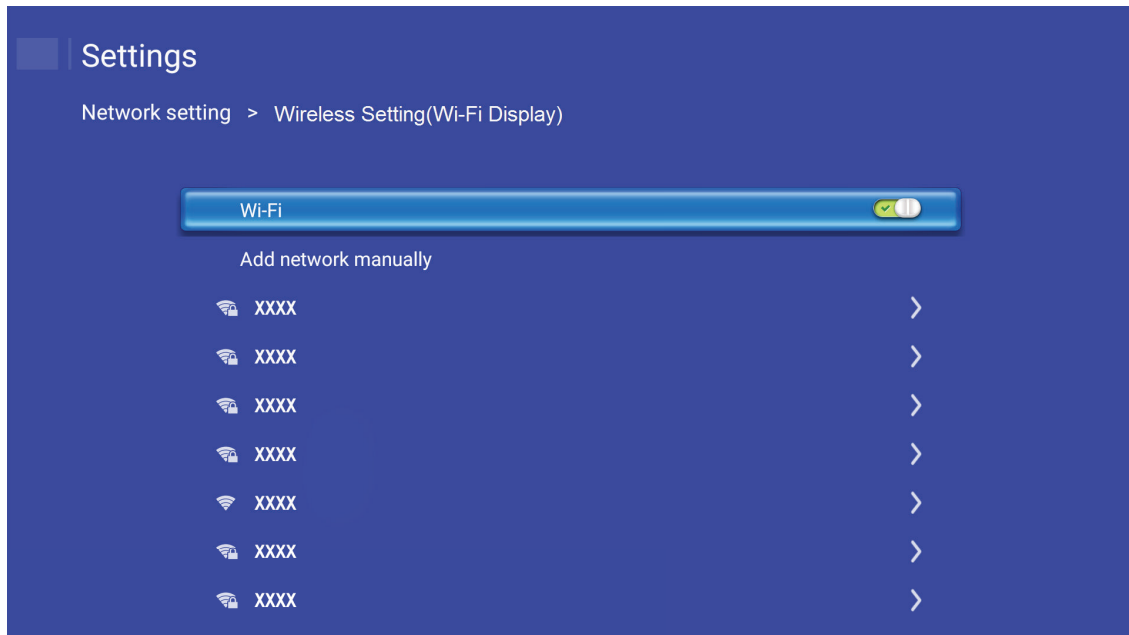 Settings
Network setting > Wireless Setting(Wi-Fi Display)
Wi-Fi
Add network manually
XXXX
XXXX
XXXX
XXXX
XXXX
XXXX
XXXX